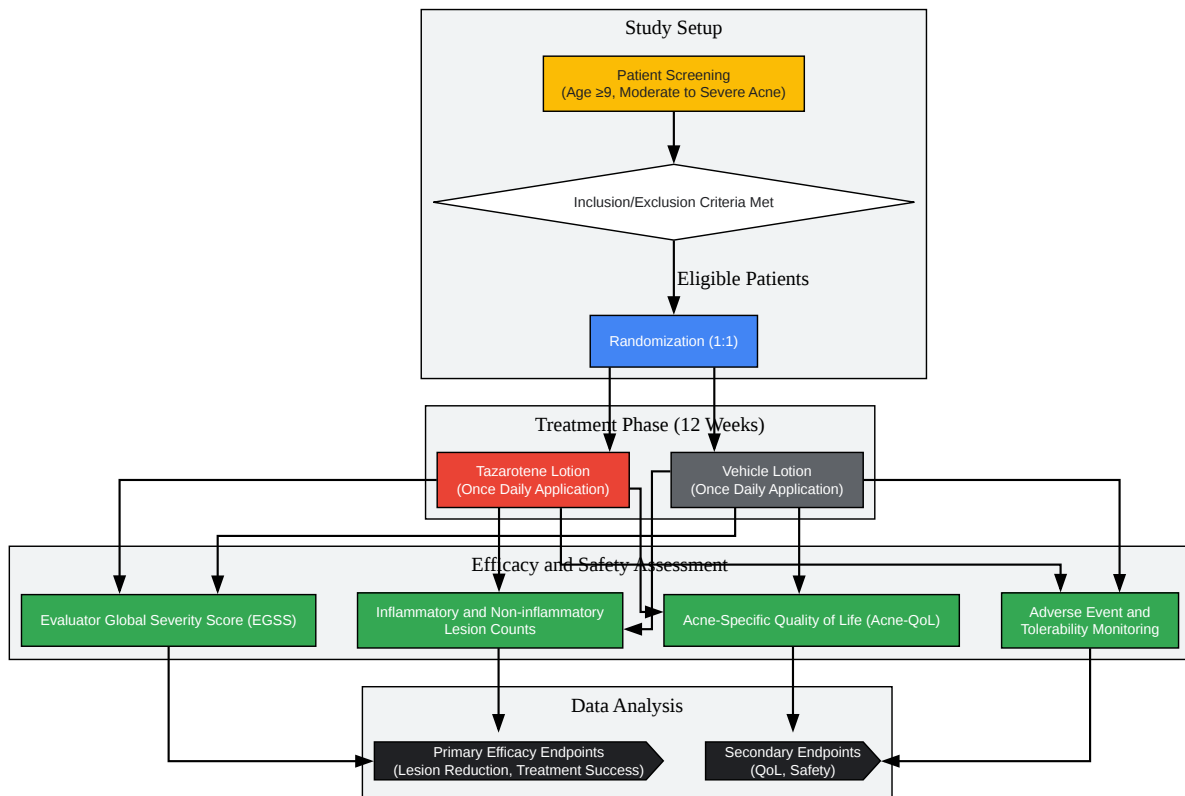 Study Setup
Patient Screening
(Age ≥9, Moderate to Severe Acne)
Inclusion/Exclusion Criteria Met
Eligible Patients
Randomization (1:1)
Treatment Phase (12 Weeks)
Tazarotene Lotion
(Once Daily Application)
Vehicle Lotion
(Once Daily Application)
Efficacy and Safety Assessment
Evaluator Global Severity Score (EGSS)
Inflammatory and Non-inflammatory
Lesion Counts
Acne-Specific Quality of Life (Acne-QoL)
Adverse Event and
Tolerability Monitoring
Data Analysis
Primary Efficacy Endpoints
(Lesion Reduction, Treatment Success)
Secondary Endpoints
(QoL, Safety)